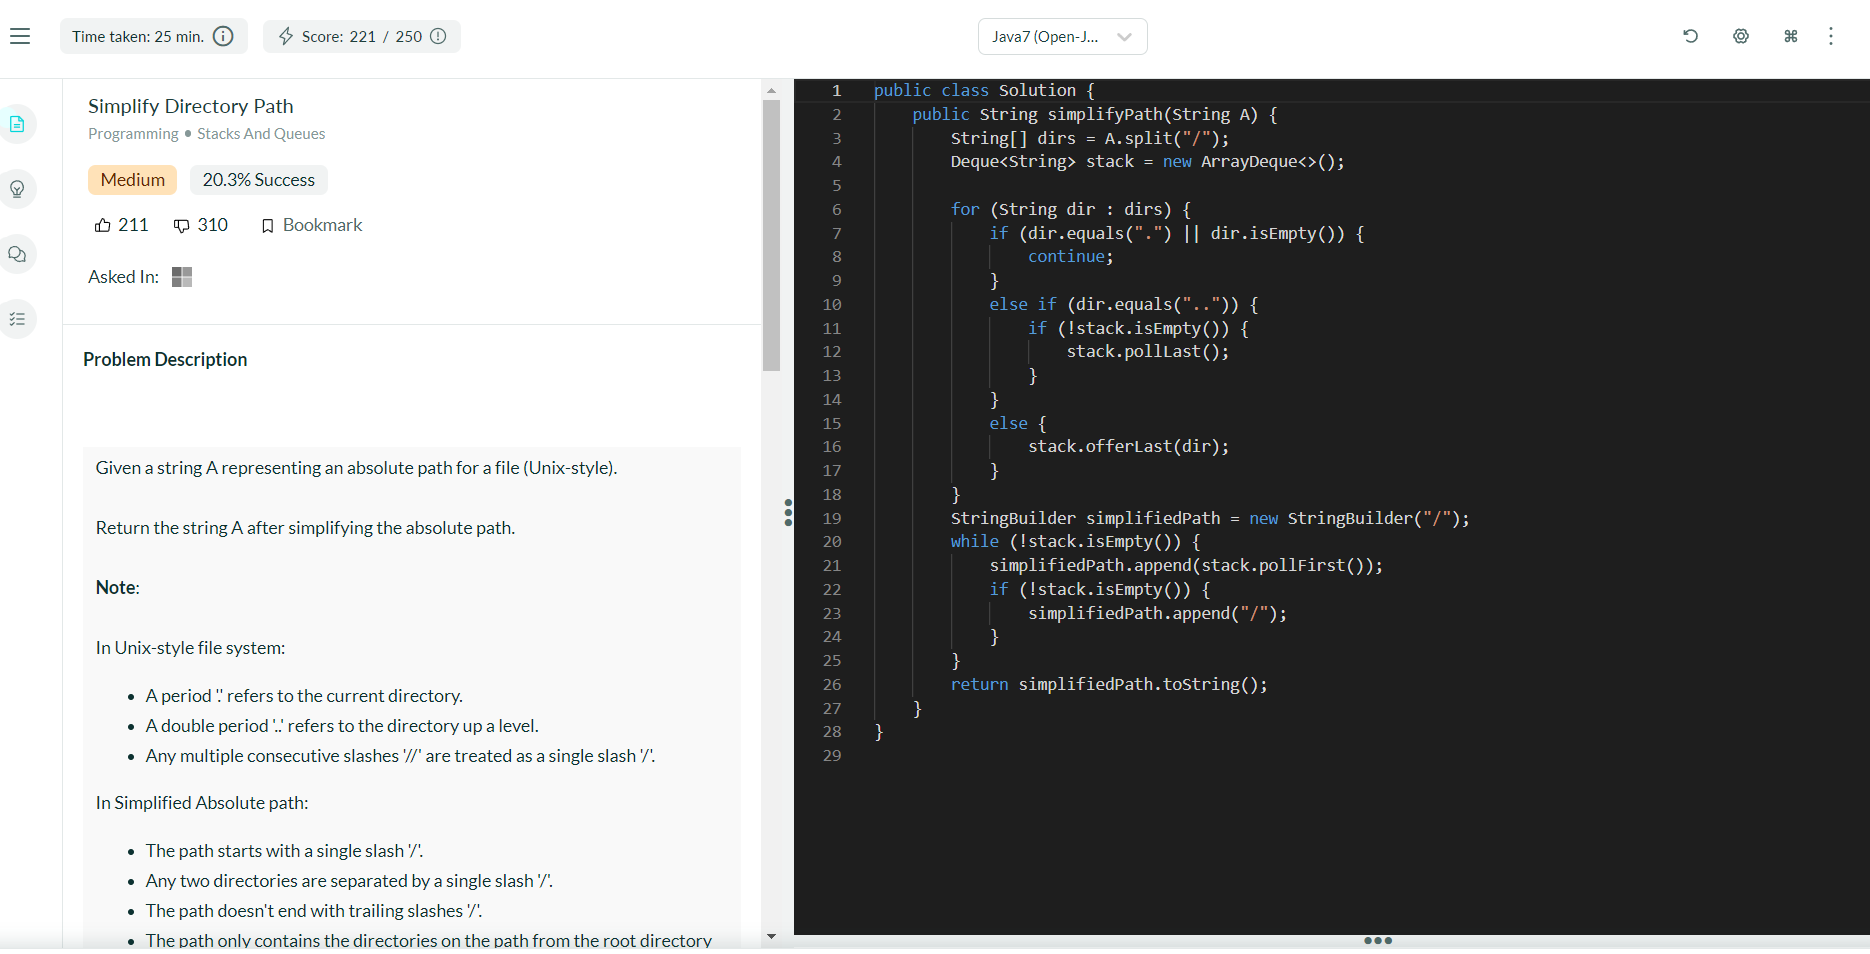 Time taken: 25 min.
Score: 221 / 250
Java7 (Open-J...
Simplify Directory Path
Programming • Stacks And Queues
Medium
20.3% Success
211
310
Bookmark
Asked In:
Problem Description
Given a string A representing an absolute path for a file (Unix-style).
Return the string A after simplifying the absolute path.
Note:
In Unix-style file system:
• A period '.' refers to the current directory.
• A double period '..' refers to the directory up a level.
• Any multiple consecutive slashes '//' are treated as a single slash '/'.
In Simplified Absolute path:
• The path starts with a single slash '/'.
• Any two directories are separated by a single slash '/'.
• The path doesn't end with trailing slashes '/'.
• The path only contains the directories on the path from the root directory
1 public class Solution {
2     public String simplifyPath(String A) {
3         String[] dirs = A.split("/");
4         Deque<String> stack = new ArrayDeque<>();
5
6         for (String dir : dirs) {
7             if (dir.equals(".") || dir.isEmpty()) {
8                 continue;
9             }
10             else if (dir.equals("..")) {
11                 if (!stack.isEmpty()) {
12                     stack.pollLast();
13                 }
14             }
15             else {
16                 stack.offerLast(dir);
17             }
18         }
19         StringBuilder simplifiedPath = new StringBuilder("/");
20         while (!stack.isEmpty()) {
21             simplifiedPath.append(stack.pollFirst());
22             if (!stack.isEmpty()) {
23                 simplifiedPath.append("/");
24             }
25         }
26         return simplifiedPath.toString();
27     }
28 }
29